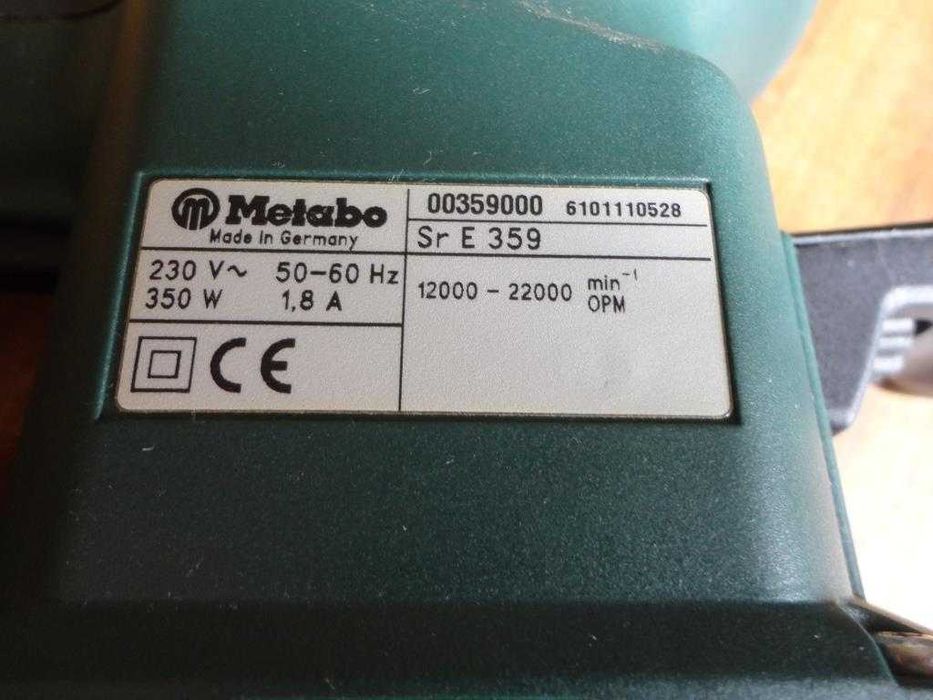 Metabo
Made in Germany
00359000 6101110528
Sr E 359
230 V~ 50-60 Hz
350 W 1,8 A
12000 - 22000 min⁻¹
OPM
CE